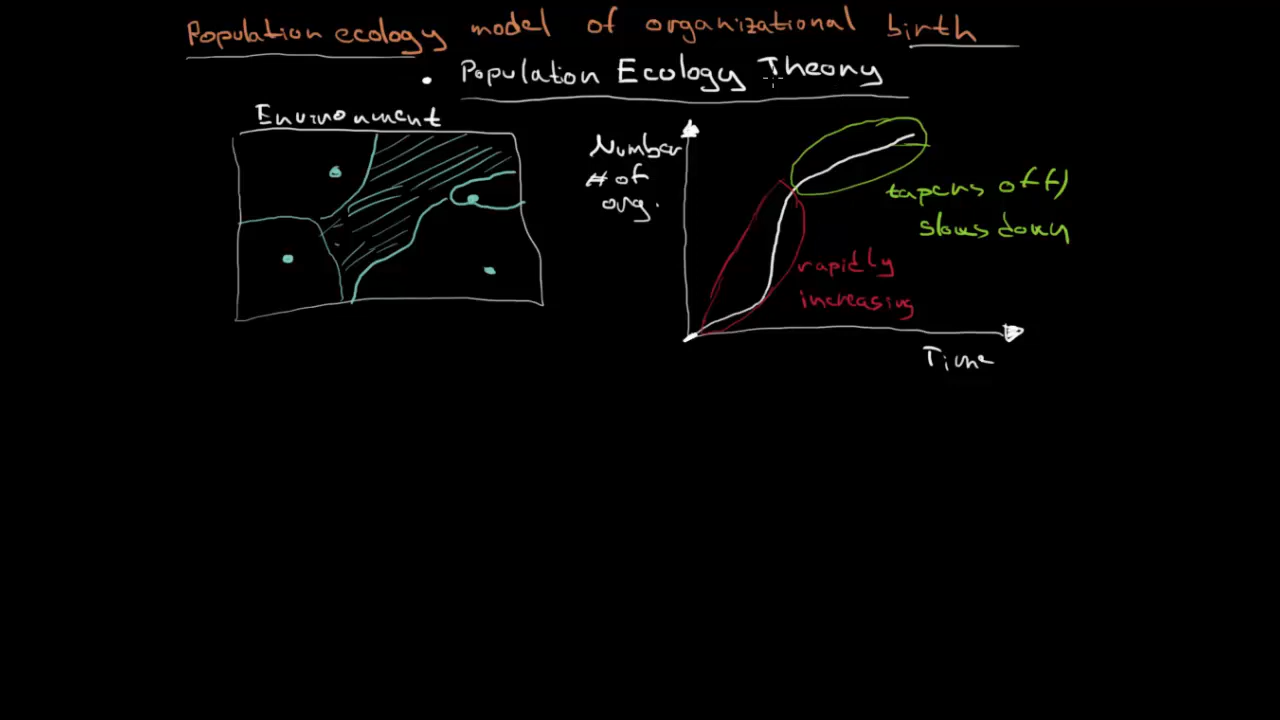 Population ecology model of organizational birth
• Population Ecology Theory
Environment
Number
# of
org.
tapers off/
slows down
rapidly
increasing
Time